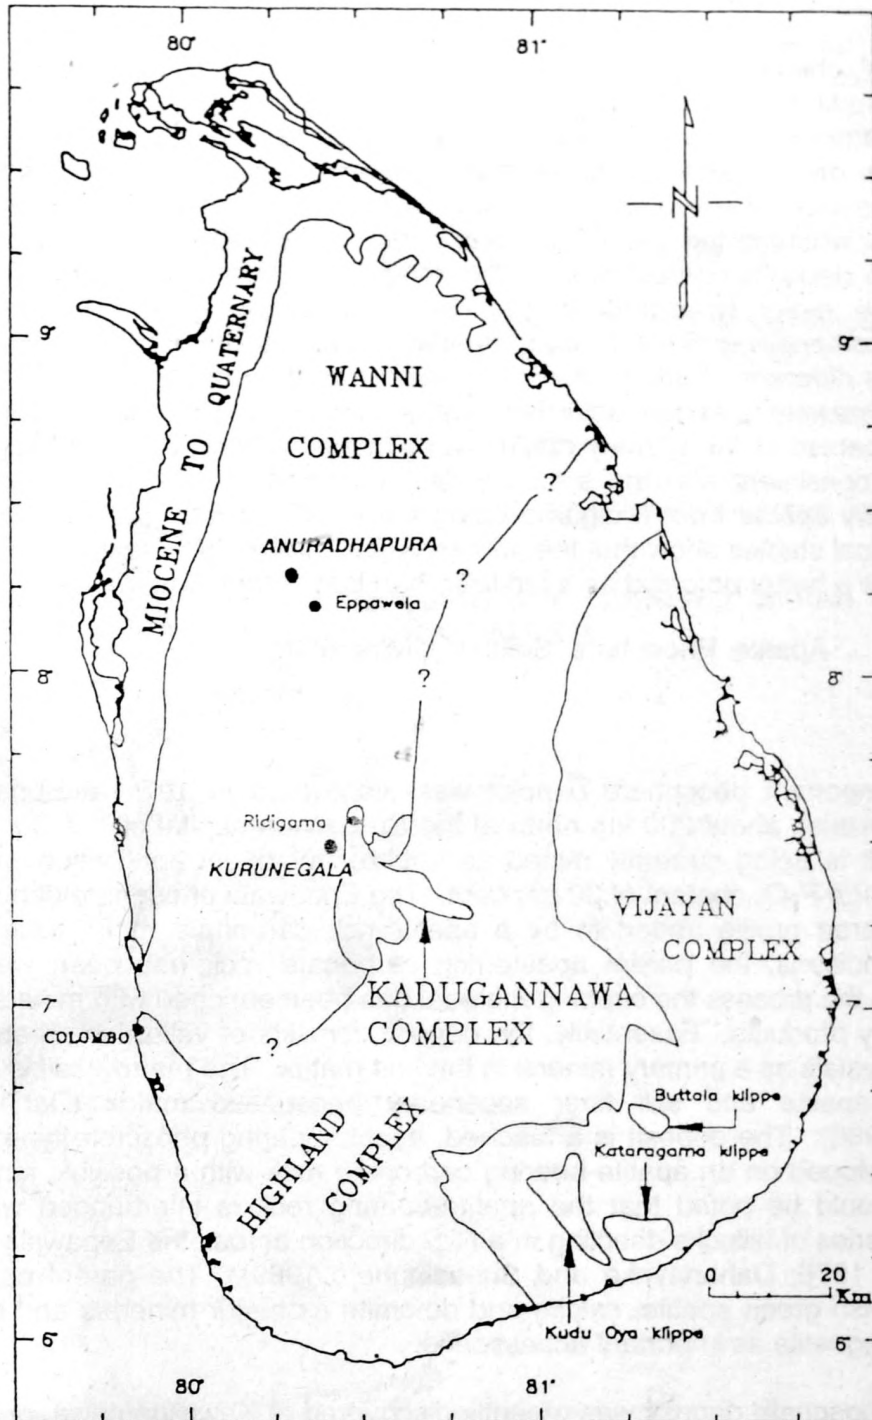 80°
81°
N
9°
9°
MIOCENE TO QUATERNARY
WANNI
COMPLEX
?
ANURADHAPURA
?
Eppawela
8°
?
8°
Ridigama
KURUNEGALA
VIJAYAN
COMPLEX
KADUGANNAWA
COMPLEX
7°
7°
COLOMBO
?
HIGHLAND
COMPLEX
Buttala klippe
Kataragama klippe
0 20
Km
Kudu Oya klippe
6°
6°
80°
81°